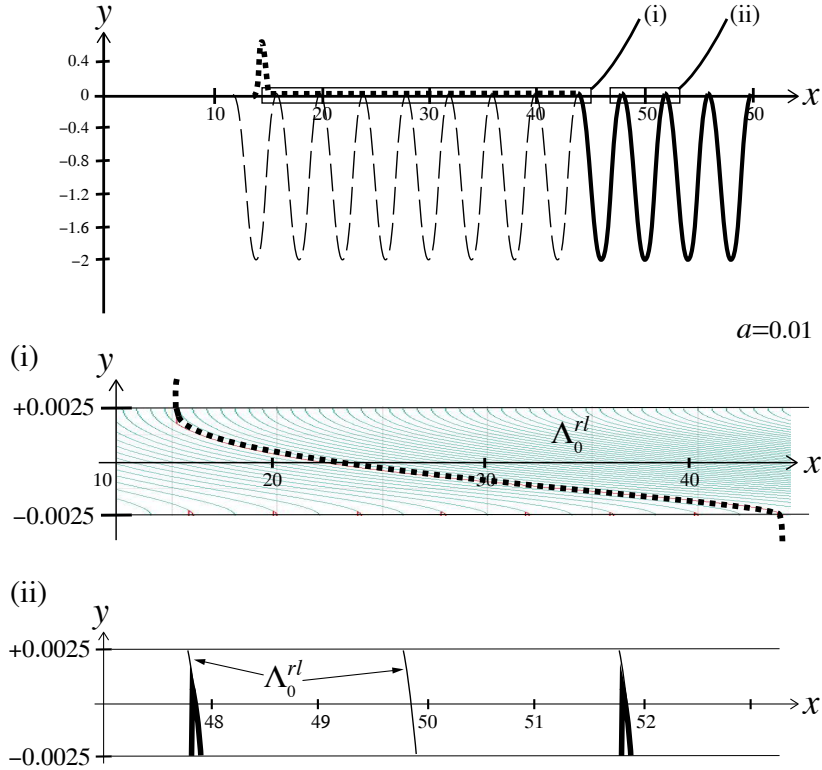 y (i) (ii)
0.4
0 10 20 30 40 50 60 x
−0.4
−0.8
−1.2
−1.6
−2
a=0.01
(i) y
+0.0025 Λ₀ʳˡ
10 20 30 40 x
−0.0025
(ii) y
+0.0025
Λ₀ʳˡ
48 49 50 51 52 x
−0.0025